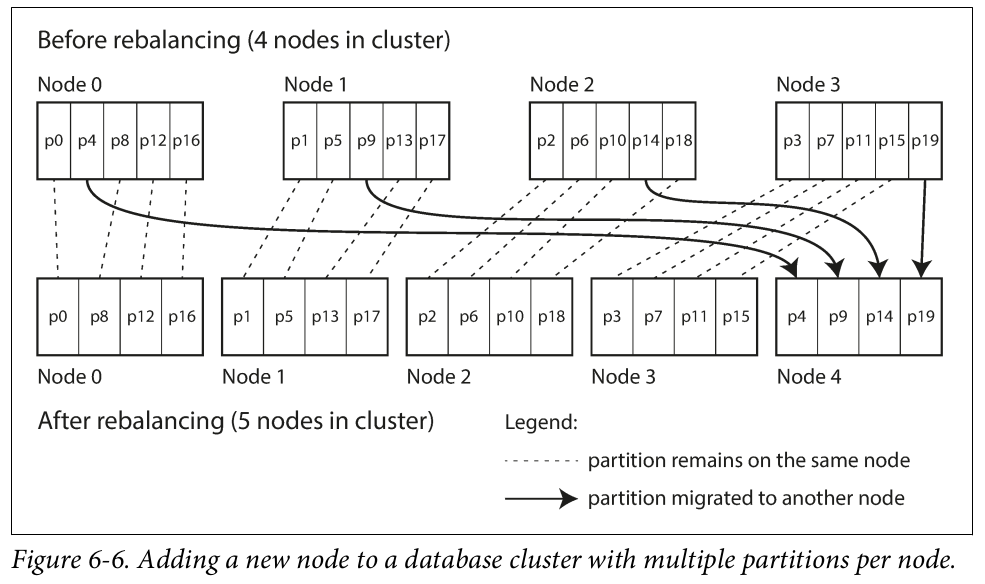 Before rebalancing (4 nodes in cluster)
Node 0 Node 1 Node 2 Node 3
p0 p4 p8 p12 p16 p1 p5 p9 p13 p17 p2 p6 p10 p14 p18 p3 p7 p11 p15 p19
p0 p8 p12 p16 p1 p5 p13 p17 p2 p6 p10 p18 p3 p7 p11 p15 p4 p9 p14 p19
Node 0 Node 1 Node 2 Node 3 Node 4
After rebalancing (5 nodes in cluster)
Legend:
partition remains on the same node
partition migrated to another node
Figure 6-6. Adding a new node to a database cluster with multiple partitions per node.